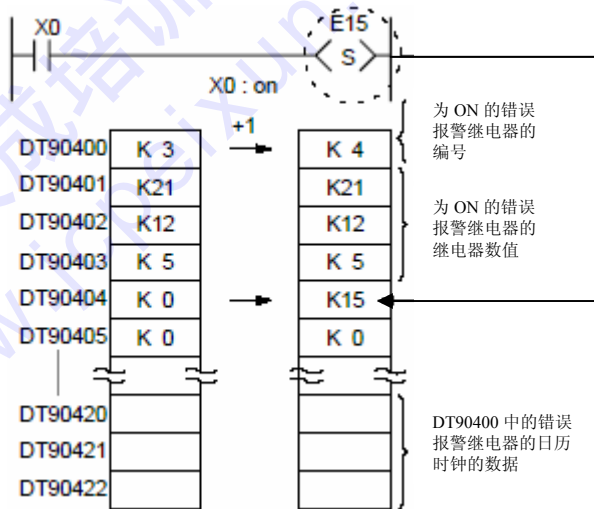 X0
E15
S
X0 : on
+1
为 ON 的错误
报警继电器的
编号
DT90400 K 3 K 4
DT90401 K21 K21
DT90402 K12 K12
DT90403 K 5 K 5
DT90404 K 0 K15
DT90405 K 0 K 0
为 ON 的错误
报警继电器的
继电器数值
DT90420
DT90421
DT90422
DT90400 中的错误
报警继电器的日历
时钟的数据